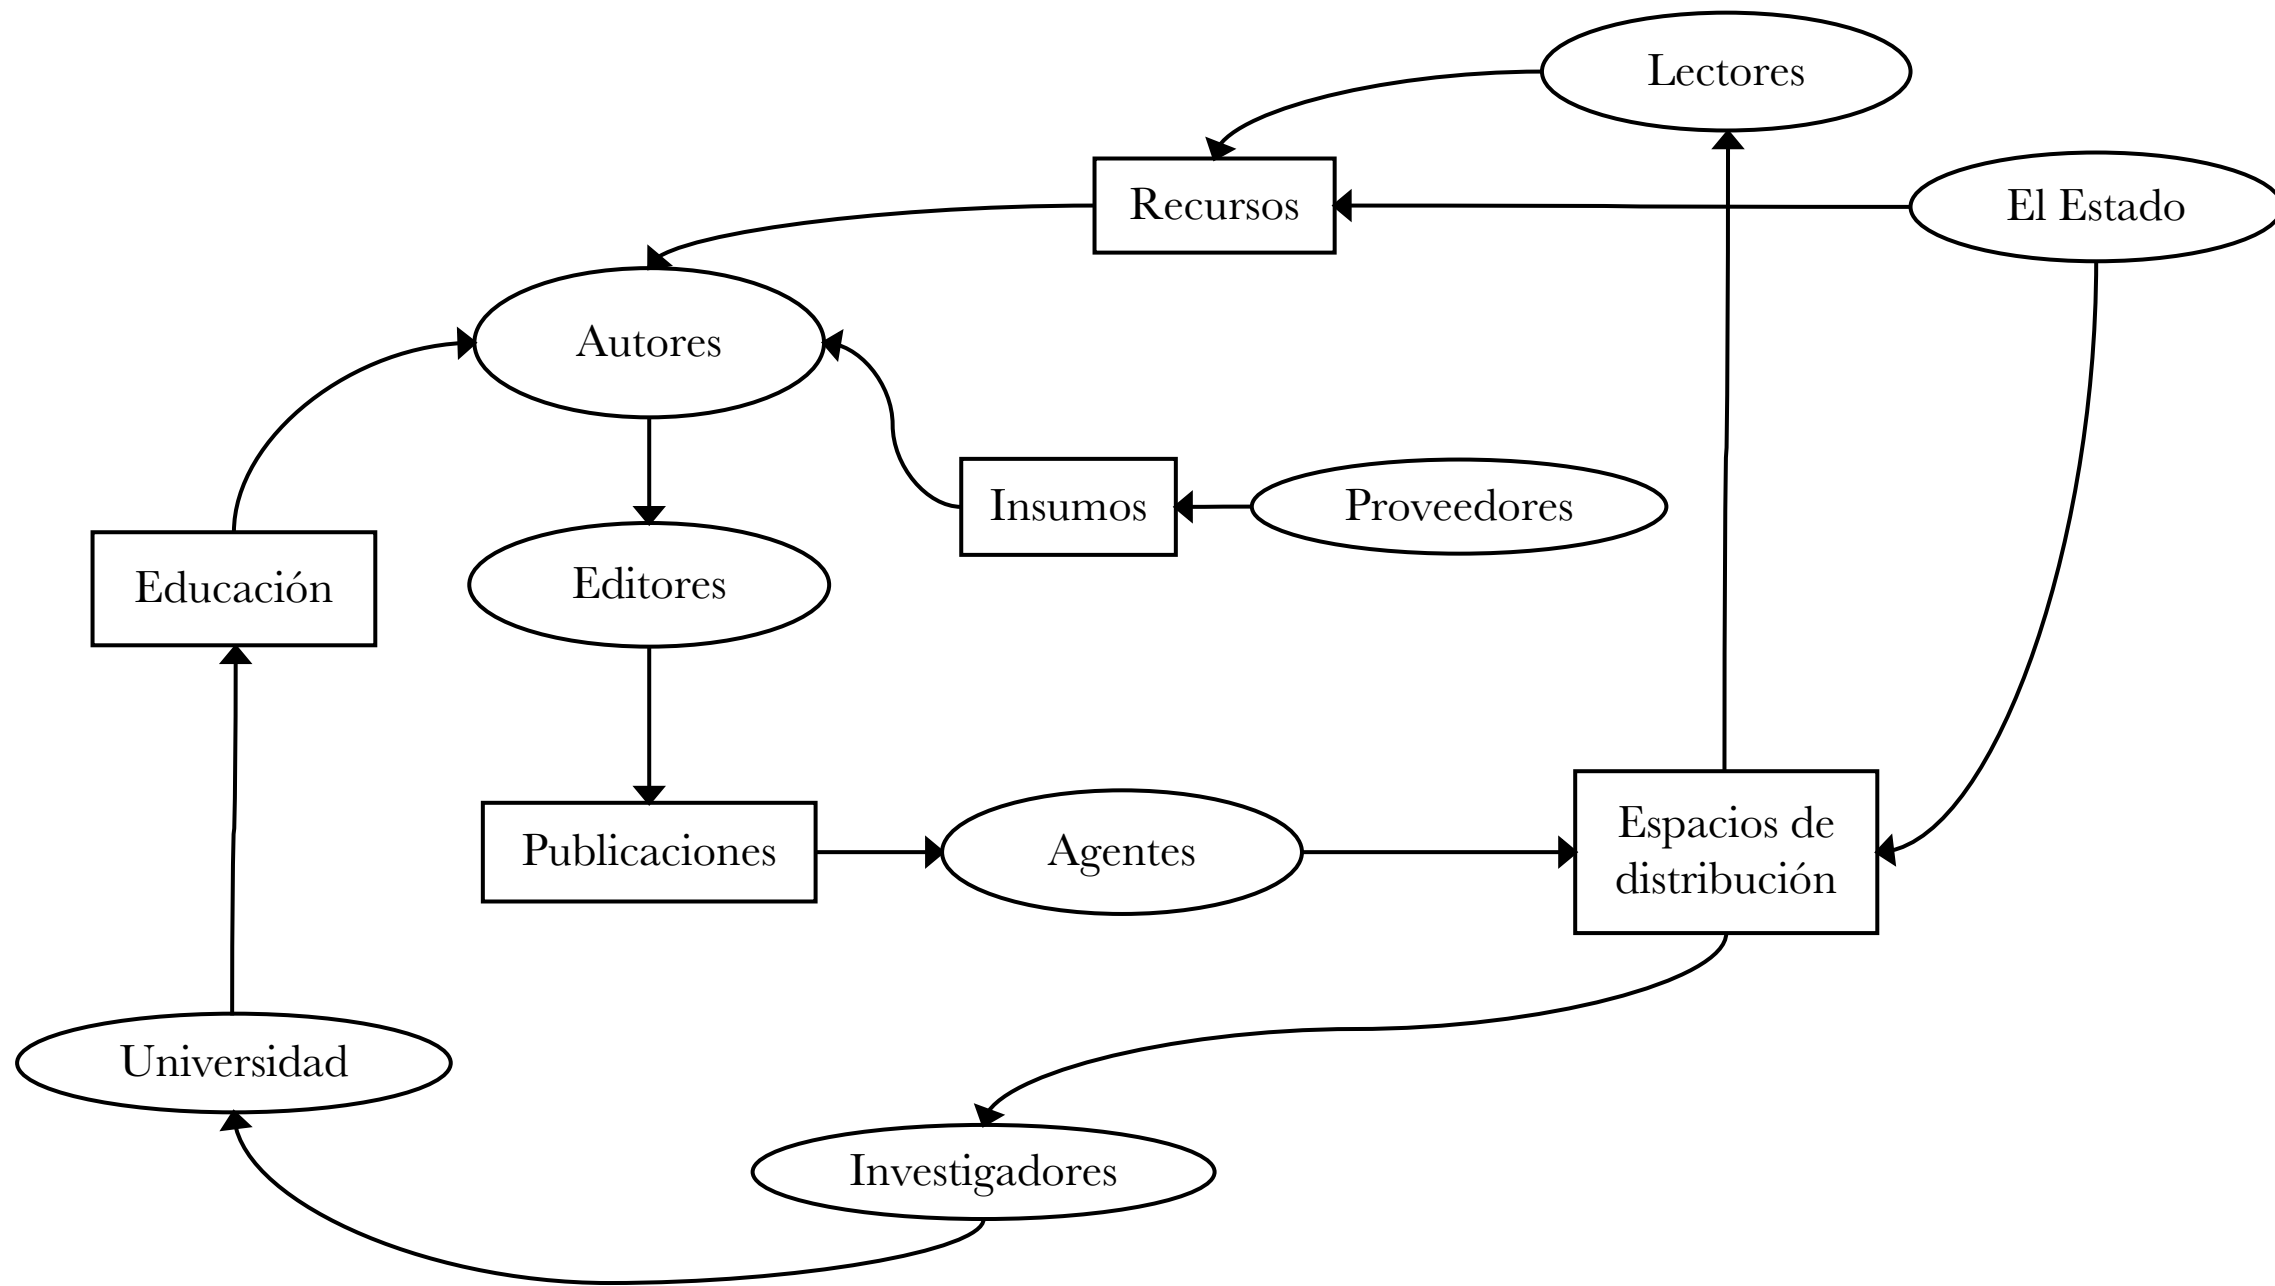 Lectores
Recursos
El Estado
Autores
Insumos
Proveedores
Educación
Editores
Publicaciones
Agentes
Espacios de
distribución
Universidad
Investigadores